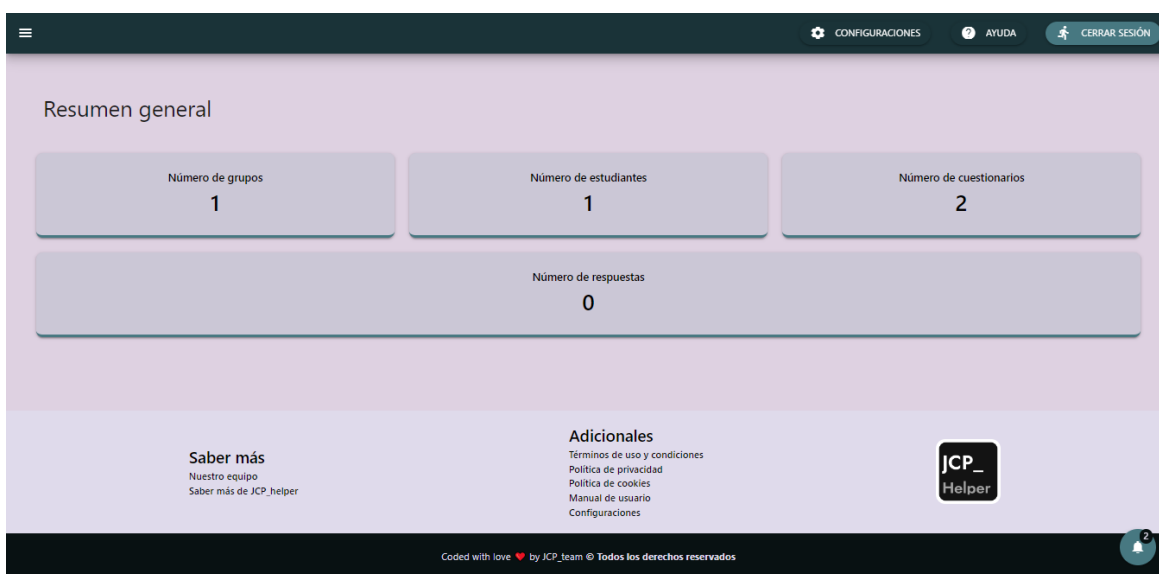 CONFIGURACIONES
AYUDA
CERRAR SESIÓN
Resumen general
Número de grupos
1
Número de estudiantes
1
Número de cuestionarios
2
Número de respuestas
0
Saber más
Nuestro equipo
Saber más de JCP_helper
Adicionales
Términos de uso y condiciones
Política de privacidad
Política de cookies
Manual de usuario
Configuraciones
JCP_
Helper
Coded with love ❤ by JCP_team © Todos los derechos reservados
2